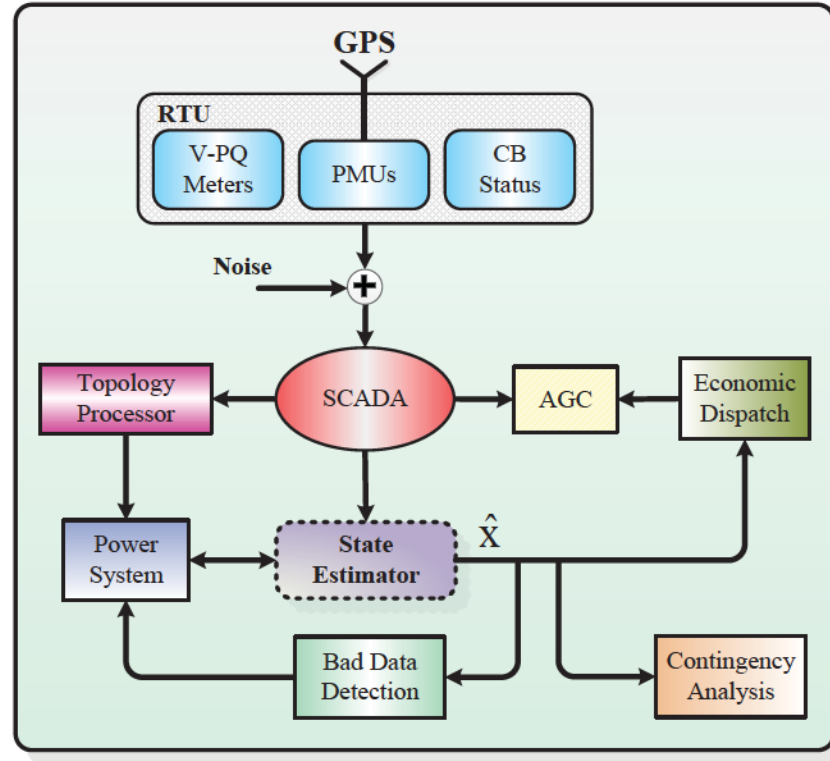 GPS
RTU
V-PQ
Meters
PMUs
CB
Status
Noise
+
SCADA
Topology
Processor
AGC
Economic
Dispatch
Power
System
State
Estimator
X̂
Bad Data
Detection
Contingency
Analysis